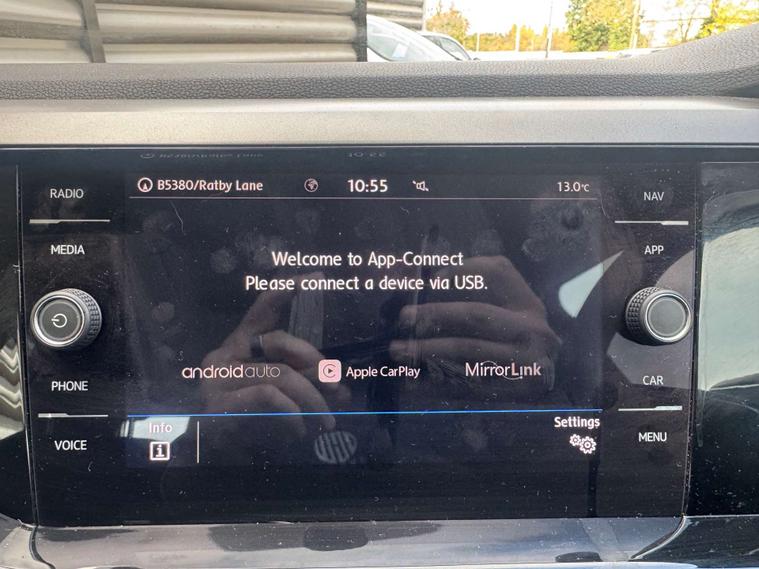 RADIO
MEDIA
PHONE
VOICE
B5380/Ratby Lane
10:55
13.0°C
Welcome to App-Connect
Please connect a device via USB.
androidauto
Apple CarPlay
MirrorLink
Info
Settings
NAV
APP
CAR
MENU